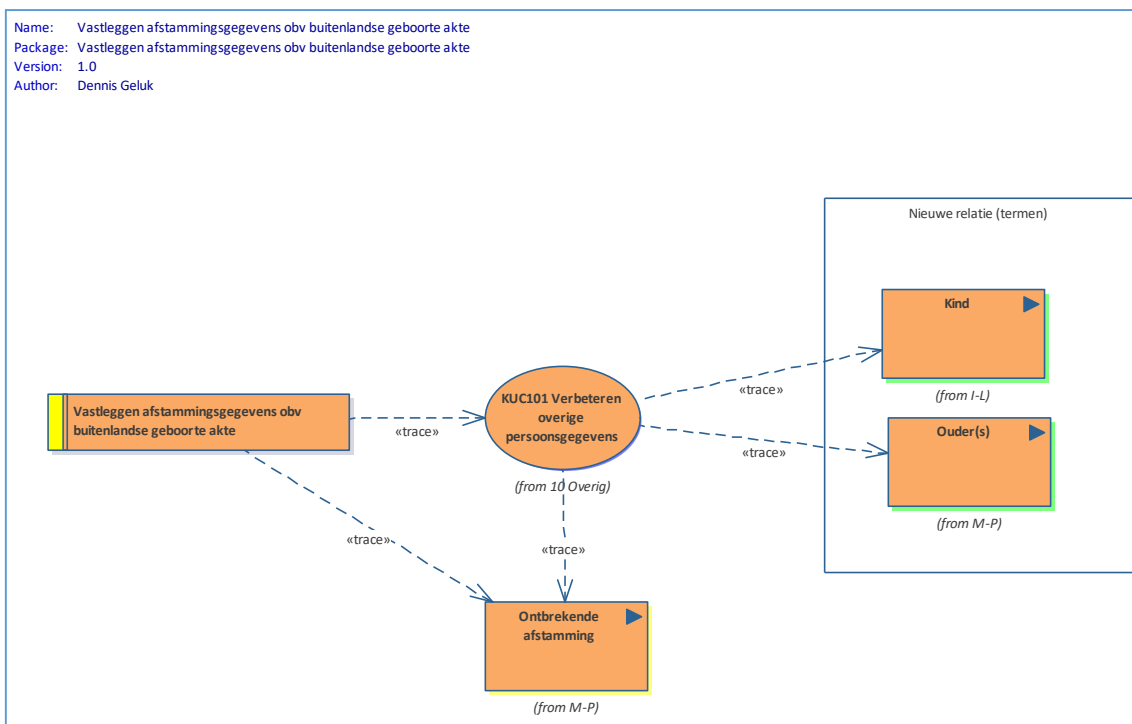 Name: Vastleggen afstammingsgegevens obv buitenlandse geboorte akte
Package: Vastleggen afstammingsgegevens obv buitenlandse geboorte akte
Version: 1.0
Author: Dennis Geluk
Nieuwe relatie (termen)
Kind
(from I-L)
«trace»
KUC101 Verbeteren
overige
persoonsgegevens
(from 10 Overig)
Vastleggen afstammingsgegevens obv
buitenlandse geboorte akte
«trace»
Ouder(s)
(from M-P)
«trace»
«trace»
«trace»
Ontbrekende
afstamming
(from M-P)